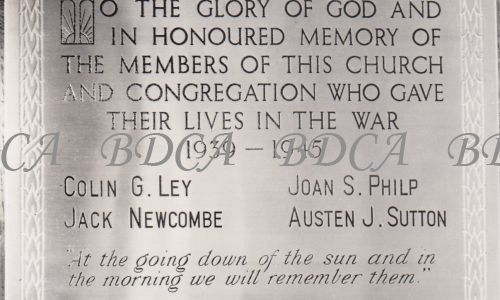 TO THE GLORY OF GOD AND
IN HONOURED MEMORY OF
THE MEMBERS OF THIS CHURCH
AND CONGREGATION WHO GAVE
THEIR LIVES IN THE WAR
1939 – 1945
CA BDCA BDCA BD
COLIN G. LEY JOAN S. PHILP
JACK NEWCOMBE AUSTEN J. SUTTON
"At the going down of the sun and in
the morning we will remember them."